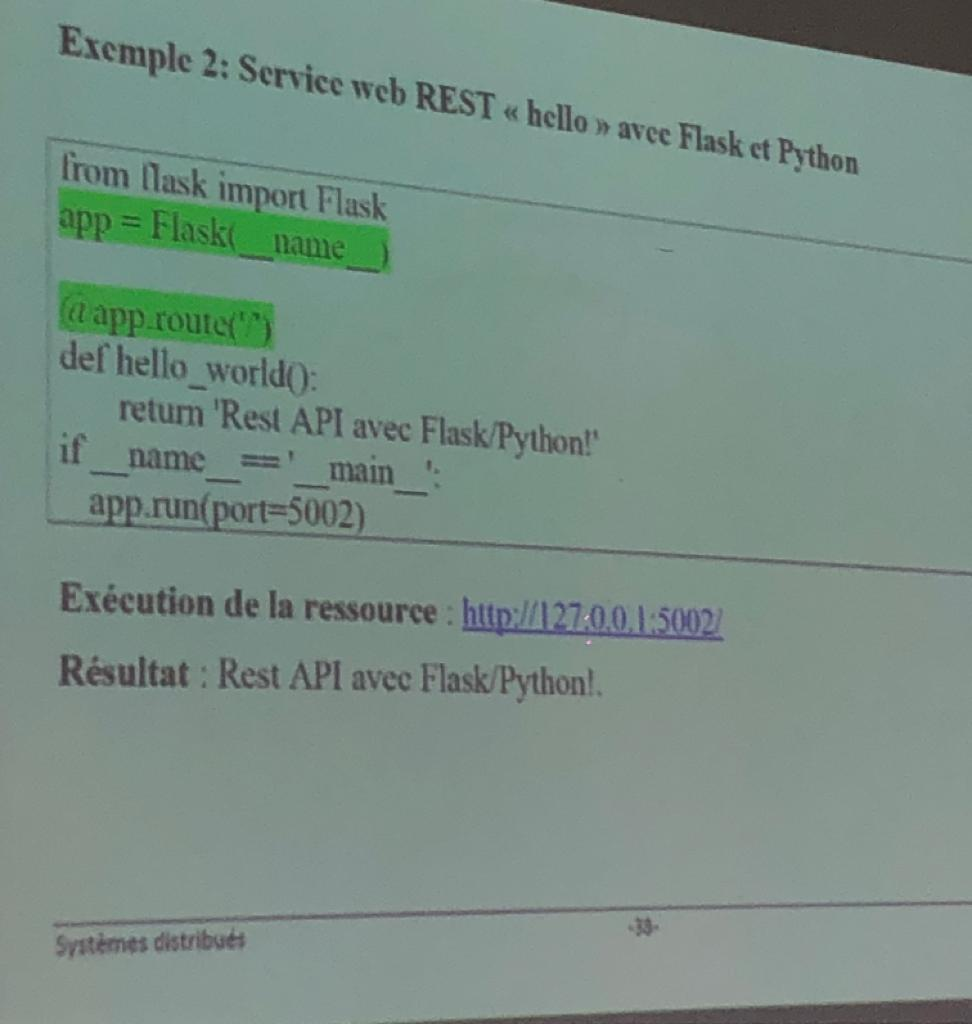 Exemple 2: Service web REST « hello » avec Flask et Python
from flask import Flask
app = Flask(__name__)
@app.route('/')
def hello_world():
return 'Rest API avec Flask/Python!'
if __name__ == '__main__':
app.run(port=5002)
Exécution de la ressource : http://127.0.0.1:5002/
Résultat : Rest API avec Flask/Python!.
Systèmes distribués
-38-